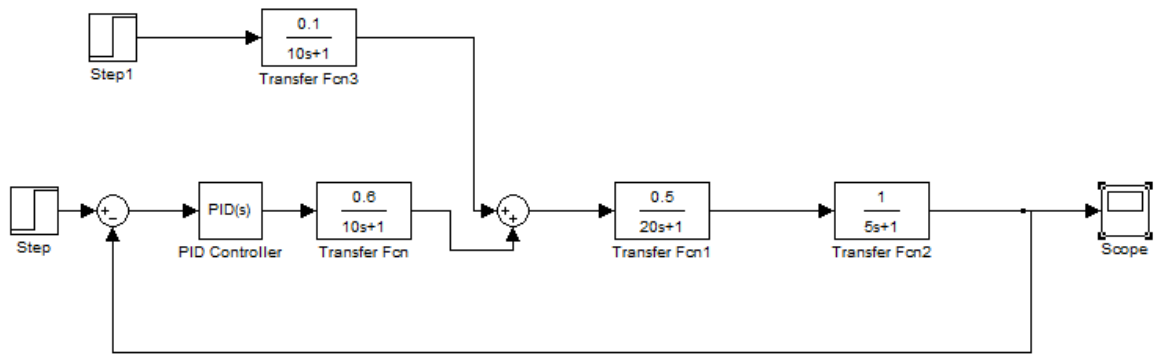 0.1
10s+1
Step1
Transfer Fcn3
+
−
PID(s)
0.6
10s+1
+
+
0.5
20s+1
1
5s+1
Step
PID Controller
Transfer Fcn
Transfer Fcn1
Transfer Fcn2
Scope